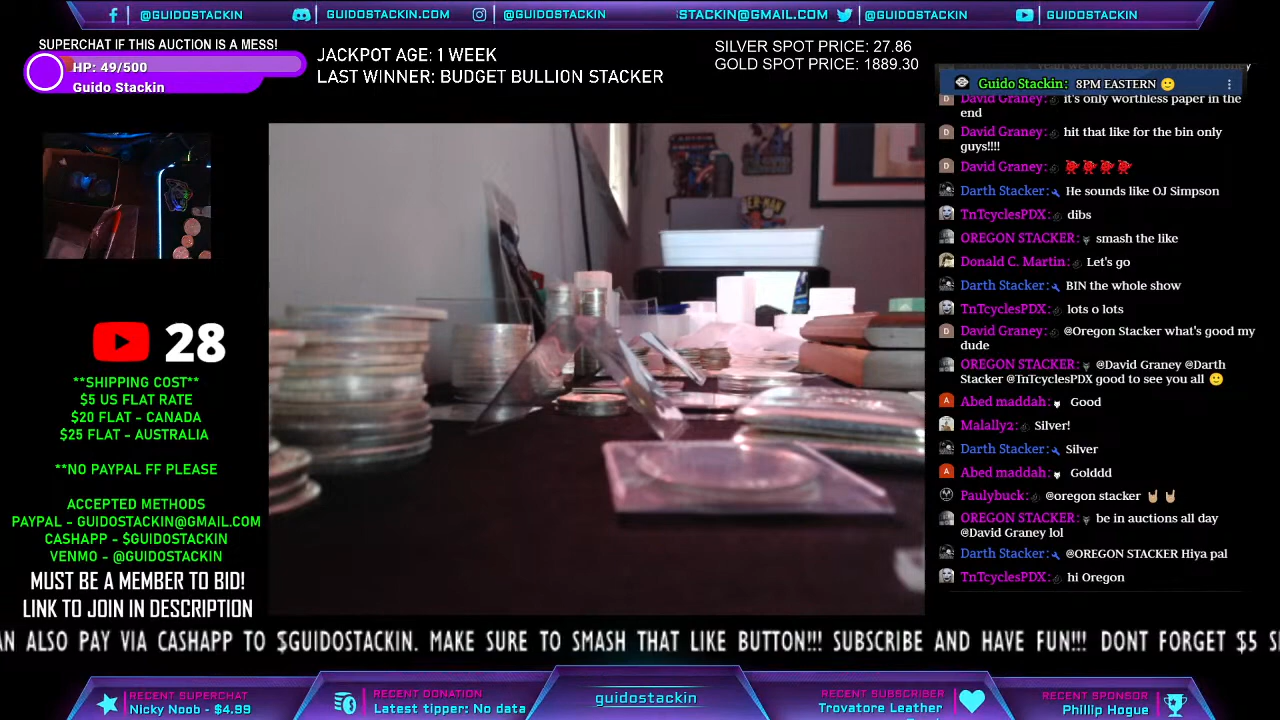 @GUIDOSTACKIN
GUIDOSTACKIN.COM
@GUIDOSTACKIN
STACKIN@GMAIL.COM
@GUIDOSTACKIN
GUIDOSTACKIN
SUPERCHAT IF THIS AUCTION IS A MESS!
HP: 49/500
Guido Stackin
JACKPOT AGE: 1 WEEK
LAST WINNER: BUDGET BULLION STACKER
SILVER SPOT PRICE: 27.86
GOLD SPOT PRICE: 1889.30
28
**SHIPPING COST**
$5 US FLAT RATE
$20 FLAT - CANADA
$25 FLAT - AUSTRALIA
**NO PAYPAL FF PLEASE
ACCEPTED METHODS
PAYPAL - GUIDOSTACKIN@GMAIL.COM
CASHAPP - $GUIDOSTACKIN
VENMO - @GUIDOSTACKIN
MUST BE A MEMBER TO BID!
LINK TO JOIN IN DESCRIPTION
Guido Stackin: 8PM EASTERN 🙂
David Graney: it's only worthless paper in the
end
David Graney: hit that like for the bin only
guys!!!!
David Graney:
Darth Stacker: He sounds like OJ Simpson
TnTcyclesPDX: dibs
OREGON STACKER: smash the like
Donald C. Martin: Let's go
Darth Stacker: BIN the whole show
TnTcyclesPDX: lots o lots
David Graney: @Oregon Stacker what's good my
dude
OREGON STACKER: @David Graney @Darth
Stacker @TnTcyclesPDX good to see you all 🙂
Abed maddah: Good
Malally2: Silver!
Darth Stacker: Silver
Abed maddah: Golddd
Paulybuck: @oregon stacker 🤘🏼 🤘🏼
OREGON STACKER: be in auctions all day
@David Graney lol
Darth Stacker: @OREGON STACKER Hiya pal
TnTcyclesPDX: hi Oregon
AN ALSO PAY VIA CASHAPP TO $GUIDOSTACKIN. MAKE SURE TO SMASH THAT LIKE BUTTON!!! SUBSCRIBE AND HAVE FUN!!! DONT FORGET $5 S
RECENT SUPERCHAT
Nicky Noob - $4.99
RECENT DONATION
Latest tipper: No data
guidostackin
RECENT SUBSCRIBER
Trovatore Leather
RECENT SPONSOR
Phillip Hogue